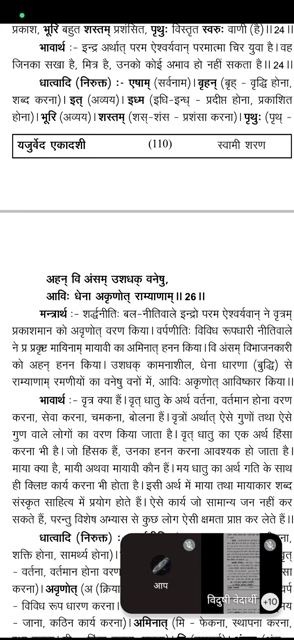 प्रकाश, भूरि बहुत शस्तम् प्रशंसित, पृथुः विस्तृत स्वरुः वाणी (है)॥24॥
भावार्थ :- इन्द्र अर्थात् परम ऐश्वर्यवान् परमात्मा चिर युवा है। वह
जिनका सखा है, मित्र है, उनको कोई अभाव हो नहीं सकता है॥24॥
धात्वादि (निरुक्त) :- एषाम् (सर्वनाम)। बृहन् (बृह - वृद्धि होना,
शब्द करना)। इत् (अव्यय)। इध्म (इधि-इन्ध् - प्रदीप्त होना, प्रकाशित
होना)। भूरि (अव्यय)। शस्तम् (शस्-शंस - प्रशंसा करना)। पृथुः (पृथ् -
यजुर्वेद एकादशी (110) स्वामी शरण
अहन् वि अंसम् उशधक् वनेषु,
आविः धेना अकृणोत् राम्याणाम्॥26॥
मन्त्रार्थ :- शर्द्धनीतिः बल-नीतिवाले इन्द्रो परम ऐश्वर्यवान् ने वृत्रम्
प्रकाशमान को अवृणोत् वरण किया। वर्पणीतिः विविध रूपधारी नीतिवाले
ने प्र प्रकृष्ट मायिनाम् मायावी का अमिनात् हनन किया। वि अंसम् विभाजनकारी
को अहन् हनन किया। उशधक् कामनाशील, धेना धारणा (बुद्धि) से
राम्याणाम् रमणीयों का वनेषु वनों में, आविः अकृणोत् आविष्कार किया॥
भावार्थ :- वृत्र क्या हैं। वृत् धातु के अर्थ वर्तना, वर्तमान होना वरण
करना, सेवा करना, चमकना, बोलना हैं। वृत्रों अर्थात् ऐसे गुणों तथा ऐसे
गुण वाले लोगों का वरण किया जाता है। वृत् धातु का एक अर्थ हिंसा
करना भी है। जो हिंसक हैं, उनका हनन करना आवश्यक हो जाता है।
माया क्या है, मायी अथवा मायावी कौन हैं। मय धातु का अर्थ गति के साथ
ही क्लिष्ट कार्य करना भी होता है। इसी अर्थ में माया तथा मायाकार शब्द
संस्कृत साहित्य में प्रयोग होते हैं। ऐसे कार्य जो सामान्य जन नहीं कर
सकते हैं, परन्तु विशेष अभ्यास से कुछ लोग ऐसी क्षमता प्राप्त कर लेते हैं॥
धात्वादि (निरुक्त) :
शक्ति होना, सामर्थ्य होना)।
- वर्तना, वर्तमान होना वरण
करना)। अवृणोत् (अ (क्रिया
- विविध रूप धारण करना।
- जाना, कठिन कार्य करना)। अमिनात् (मि - फेंकना, स्थापना करना,
आप
विदुषी वेदार्थी
+10